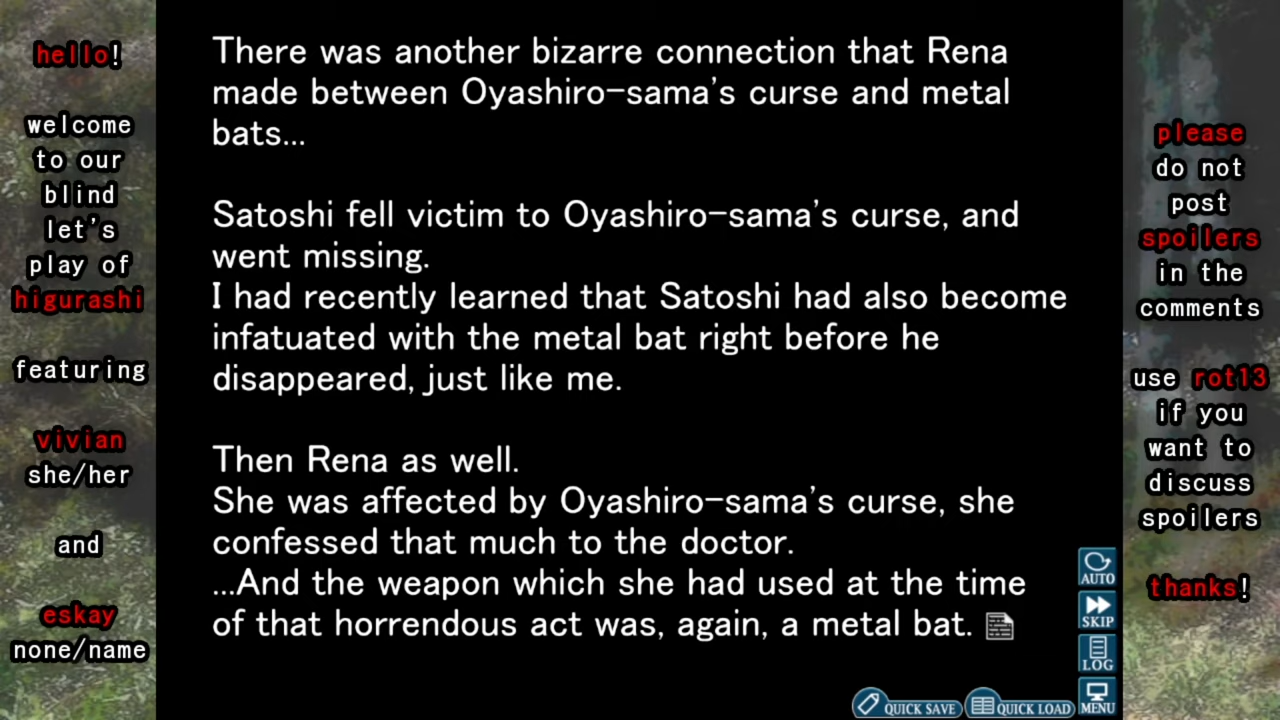 hello!
welcome
to our
blind
let's
play of
higurashi
featuring
vivian
she/her
and
eskay
none/name
There was another bizarre connection that Rena
made between Oyashiro-sama's curse and metal
bats...
Satoshi fell victim to Oyashiro-sama's curse, and
went missing.
I had recently learned that Satoshi had also become
infatuated with the metal bat right before he
disappeared, just like me.
Then Rena as well.
She was affected by Oyashiro-sama's curse, she
confessed that much to the doctor.
...And the weapon which she had used at the time
of that horrendous act was, again, a metal bat.
AUTO
SKIP
LOG
MENU
QUICK SAVE
QUICK LOAD
please
do not
post
spoilers
in the
comments
use rot13
if you
want to
discuss
spoilers
thanks!